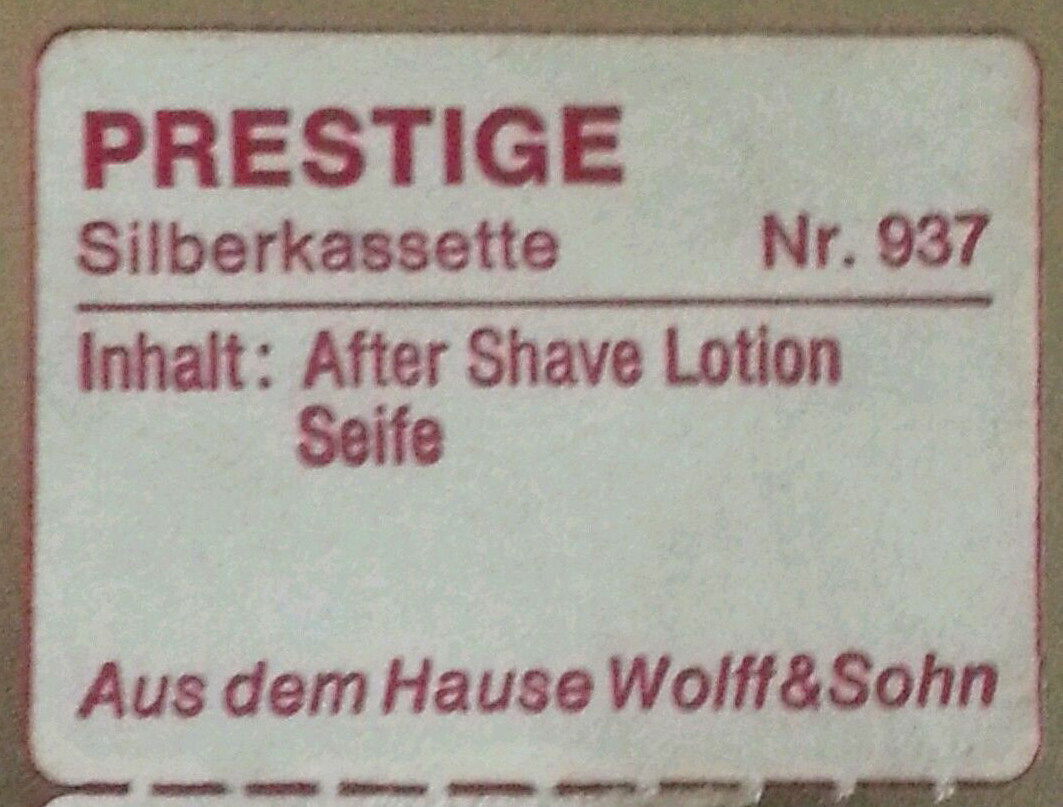 PRESTIGE
Silberkassette Nr. 937
Inhalt: After Shave Lotion
Seife
Aus dem Hause Wolff&Sohn